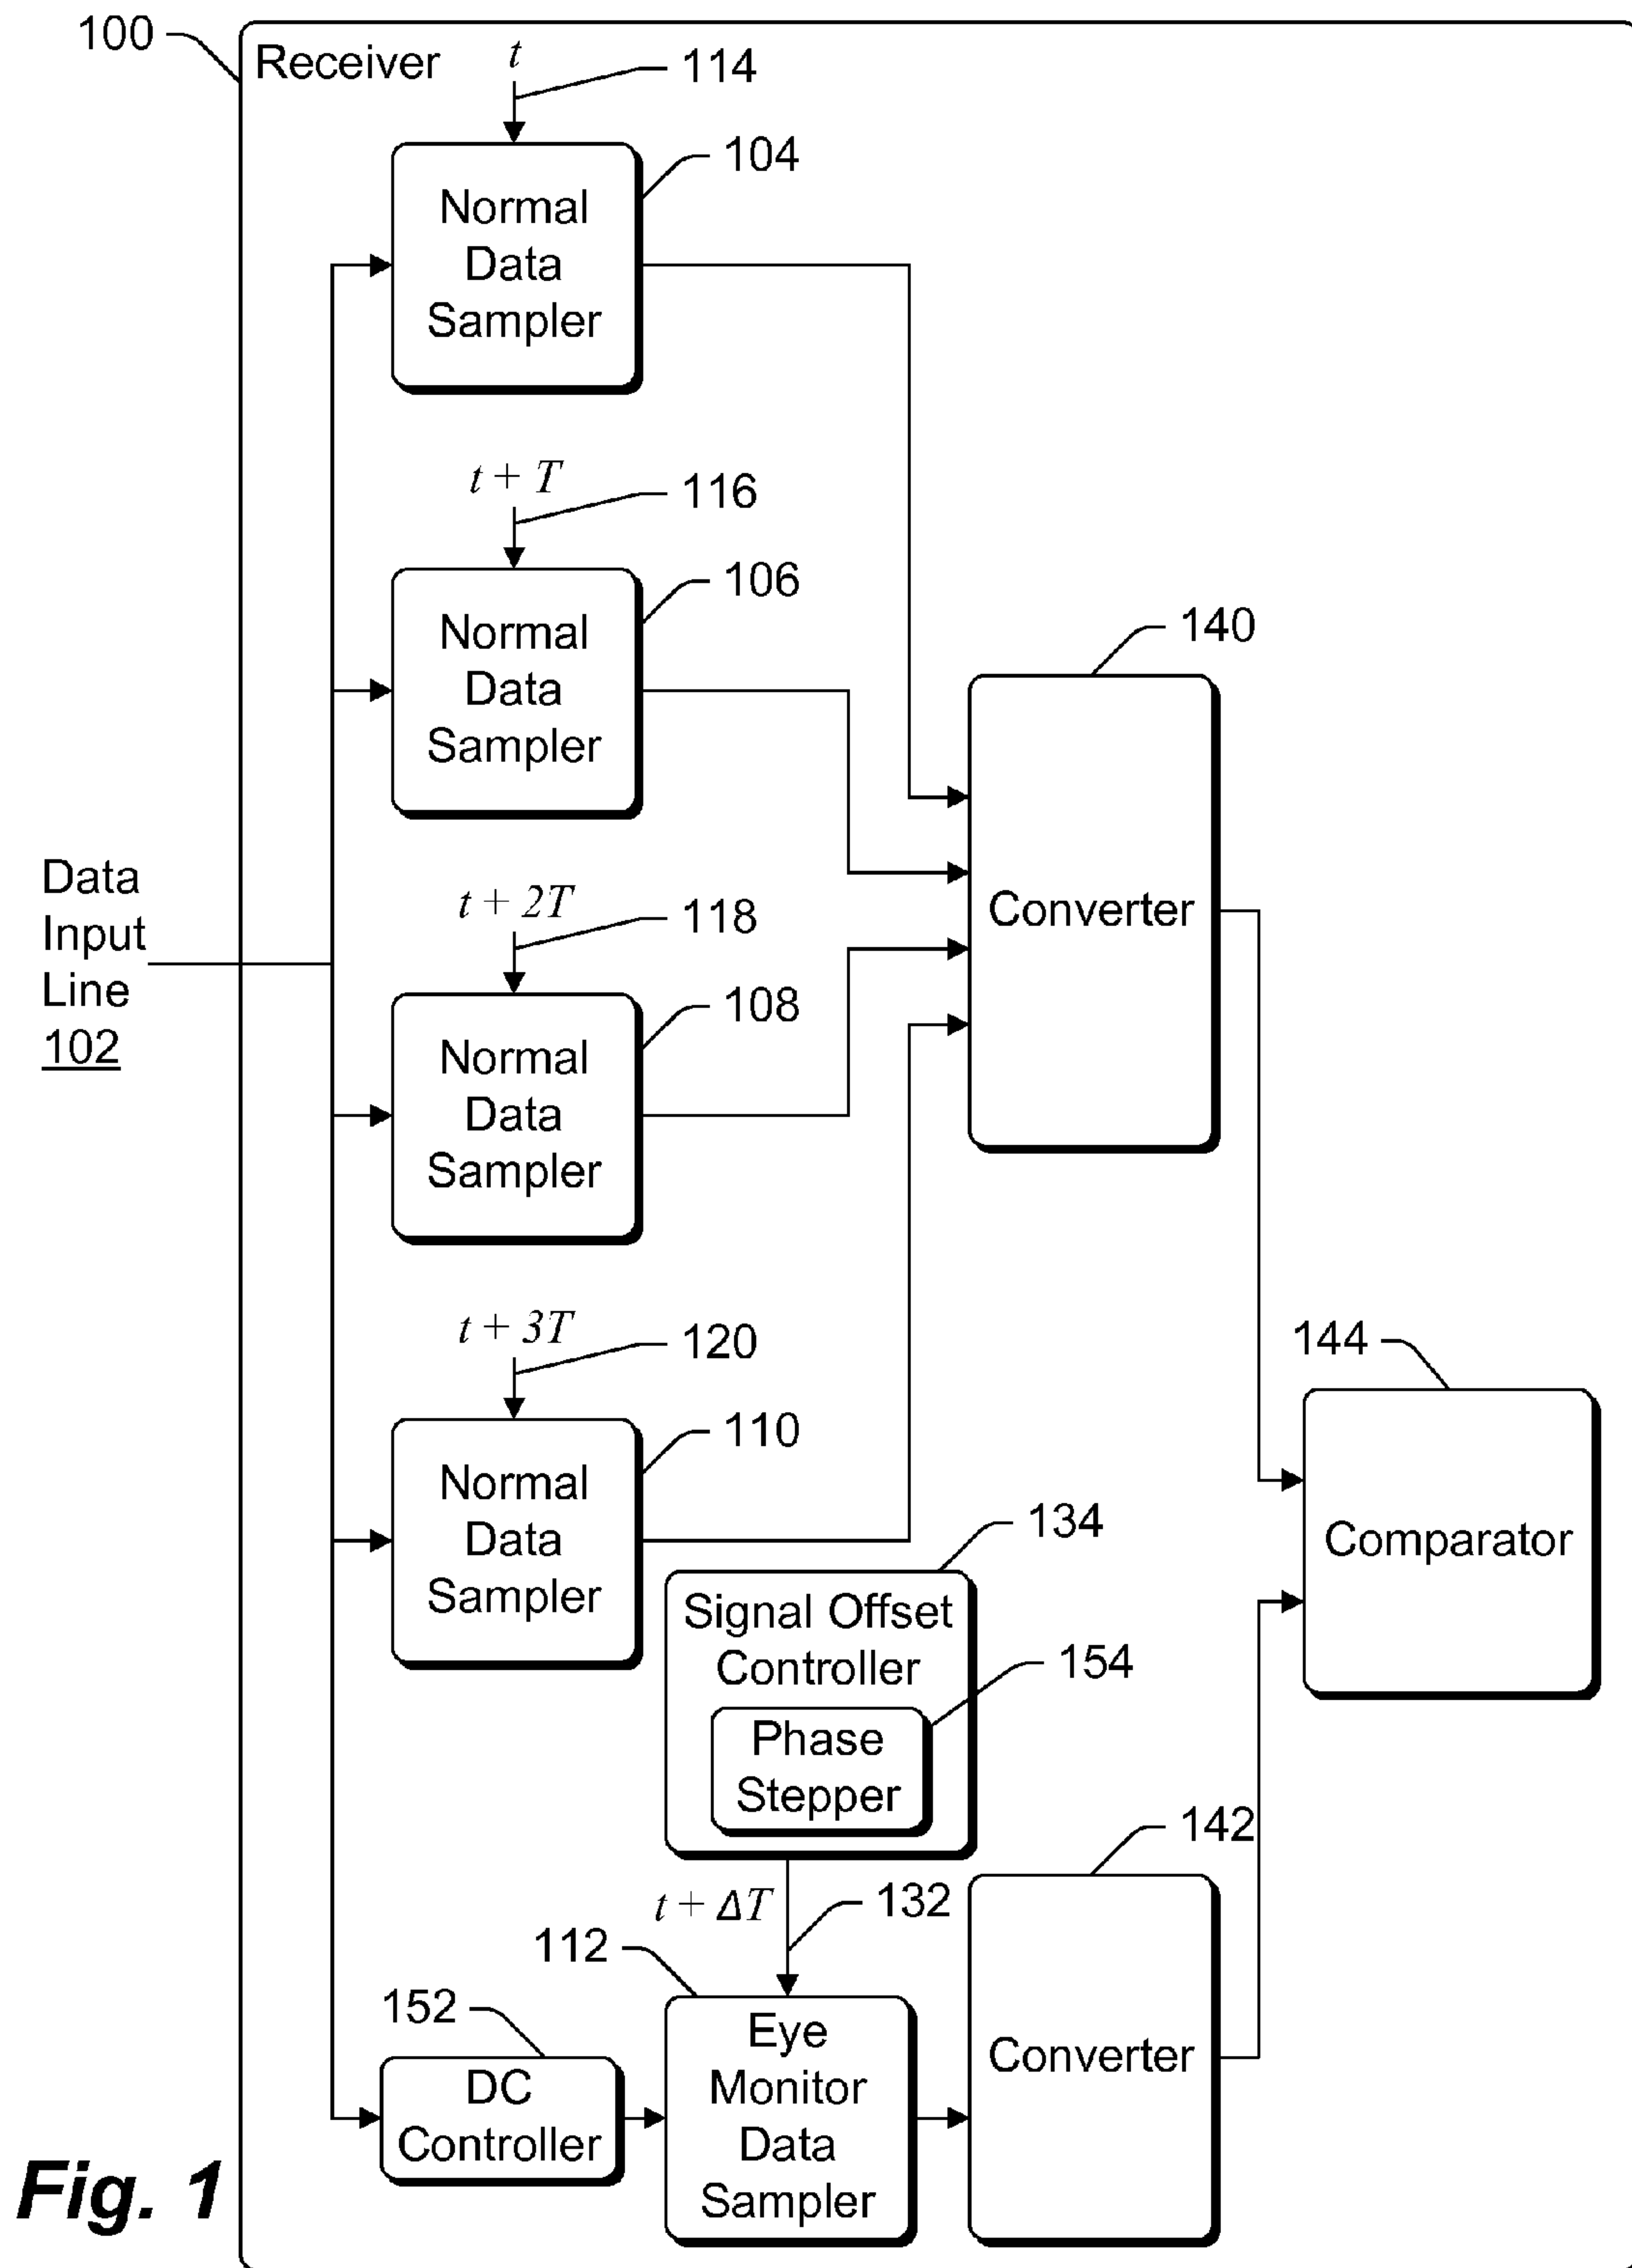 100
Receiver
t
114
104
Normal
Data
Sampler
t + T
116
106
Normal
Data
Sampler
140
Converter
Data
Input
Line
102
t + 2T
118
108
Normal
Data
Sampler
t + 3T
120
110
Normal
Data
Sampler
144
Comparator
134
Signal Offset
Controller
154
Phase
Stepper
t + ΔT
132
142
Converter
112
Eye
Monitor
Data
Sampler
152
DC
Controller
Fig. 1